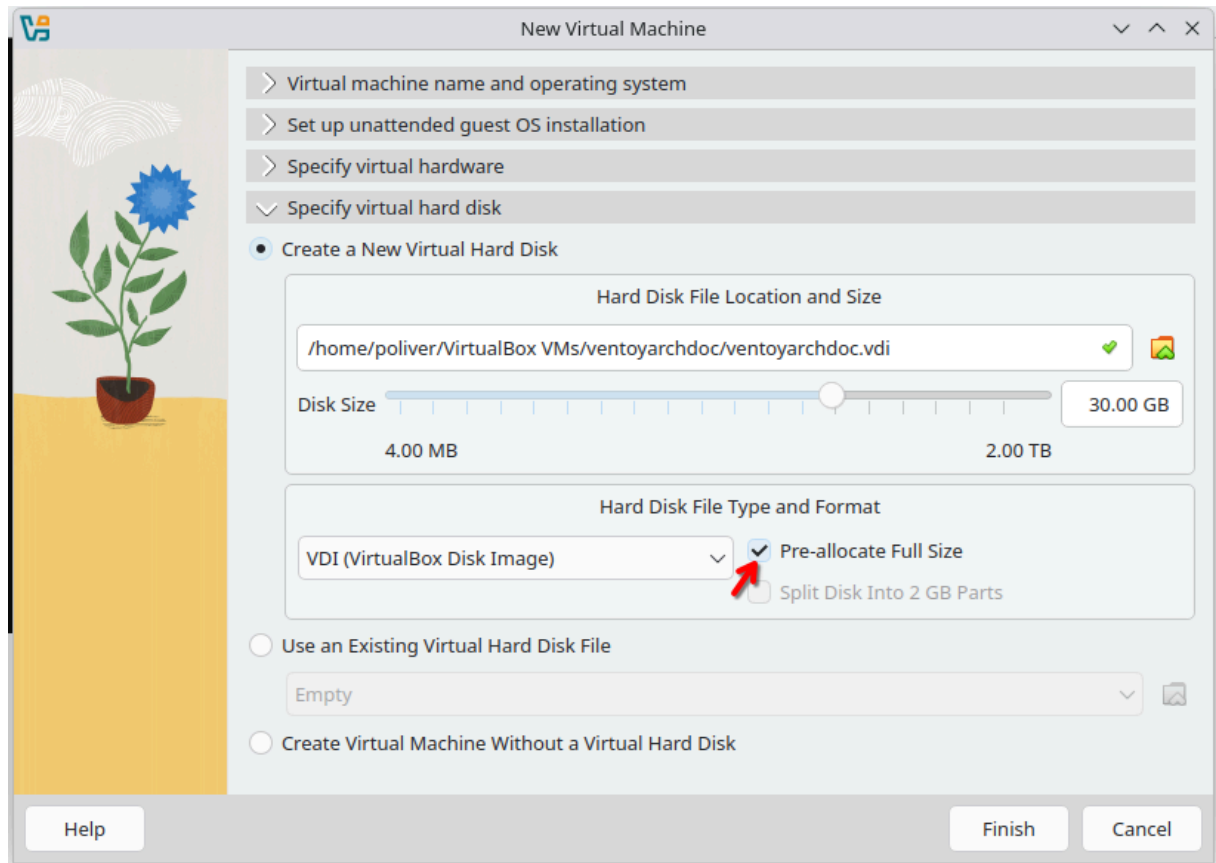 New Virtual Machine
Virtual machine name and operating system
Set up unattended guest OS installation
Specify virtual hardware
Specify virtual hard disk
Create a New Virtual Hard Disk
Hard Disk File Location and Size
/home/poliver/VirtualBox VMs/ventoyarchdoc/ventoyarchdoc.vdi
Disk Size 30.00 GB
4.00 MB 2.00 TB
Hard Disk File Type and Format
VDI (VirtualBox Disk Image) Pre-allocate Full Size
Split Disk Into 2 GB Parts
Use an Existing Virtual Hard Disk File
Empty
Create Virtual Machine Without a Virtual Hard Disk
Help Finish Cancel